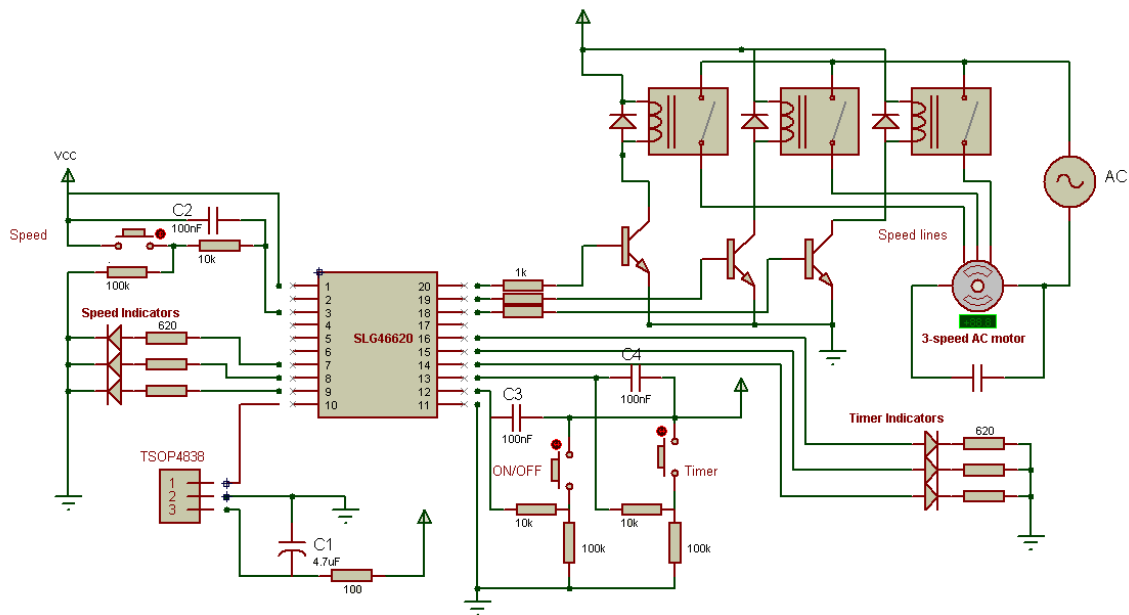 VCC
C2
100nF
Speed
10k
100k
AC
Speed lines
1k
1
2
3
4
5
6
7
8
9
10
SLG46620
20
19
18
17
16
15
14
13
12
11
Speed Indicators
620
3-speed AC motor
C4
100nF
C3
100nF
Timer Indicators
620
TSOP4838
1
2
3
ON/OFF
Timer
10k
10k
100k
100k
C1
4.7uF
100